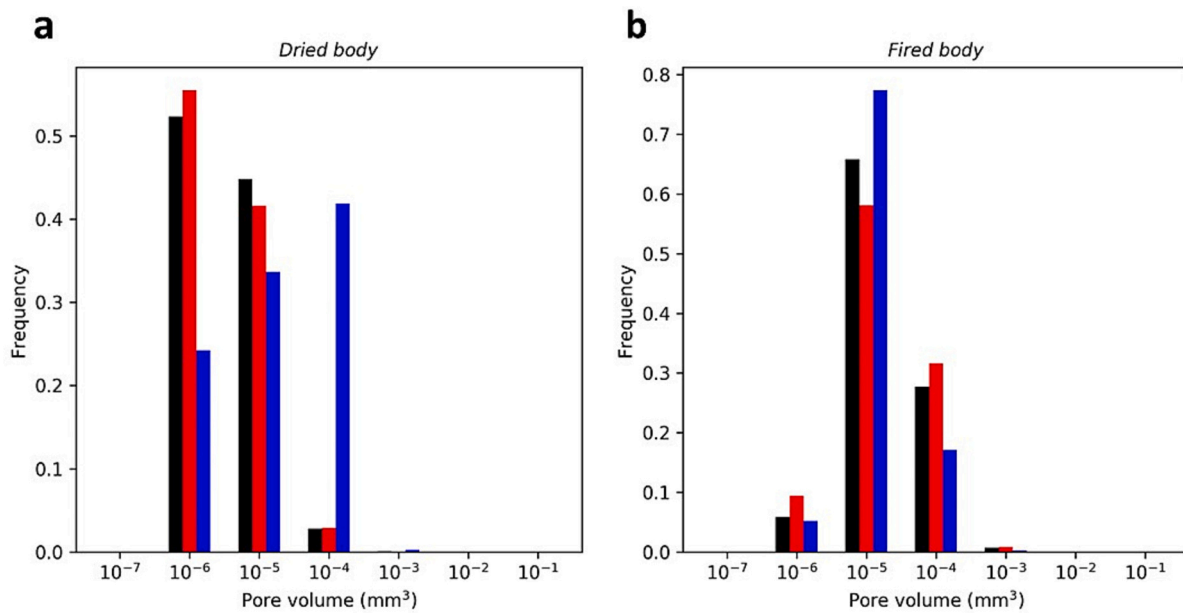 a
Dried body
Frequency
0.5
0.4
0.3
0.2
0.1
0.0
10⁻⁷ 10⁻⁶ 10⁻⁵ 10⁻⁴ 10⁻³ 10⁻² 10⁻¹
Pore volume (mm³)
b
Fired body
Frequency
0.8
0.7
0.6
0.5
0.4
0.3
0.2
0.1
0.0
10⁻⁷ 10⁻⁶ 10⁻⁵ 10⁻⁴ 10⁻³ 10⁻² 10⁻¹
Pore volume (mm³)